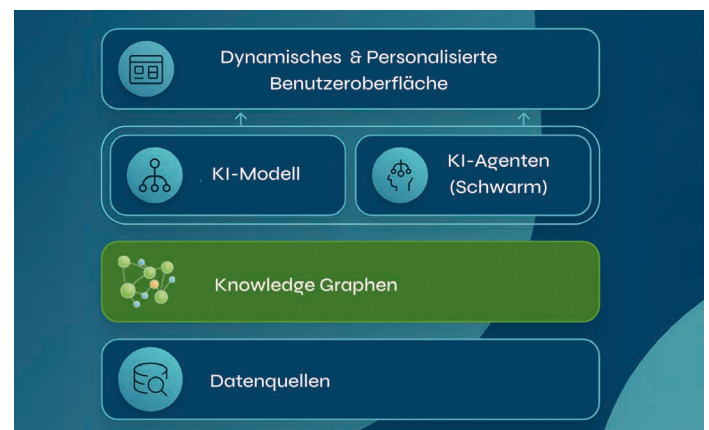 Dynamisches & Personalisierte
Benutzeroberfläche
KI-Modell
KI-Agenten
(Schwarm)
Knowledge Graphen
Datenquellen